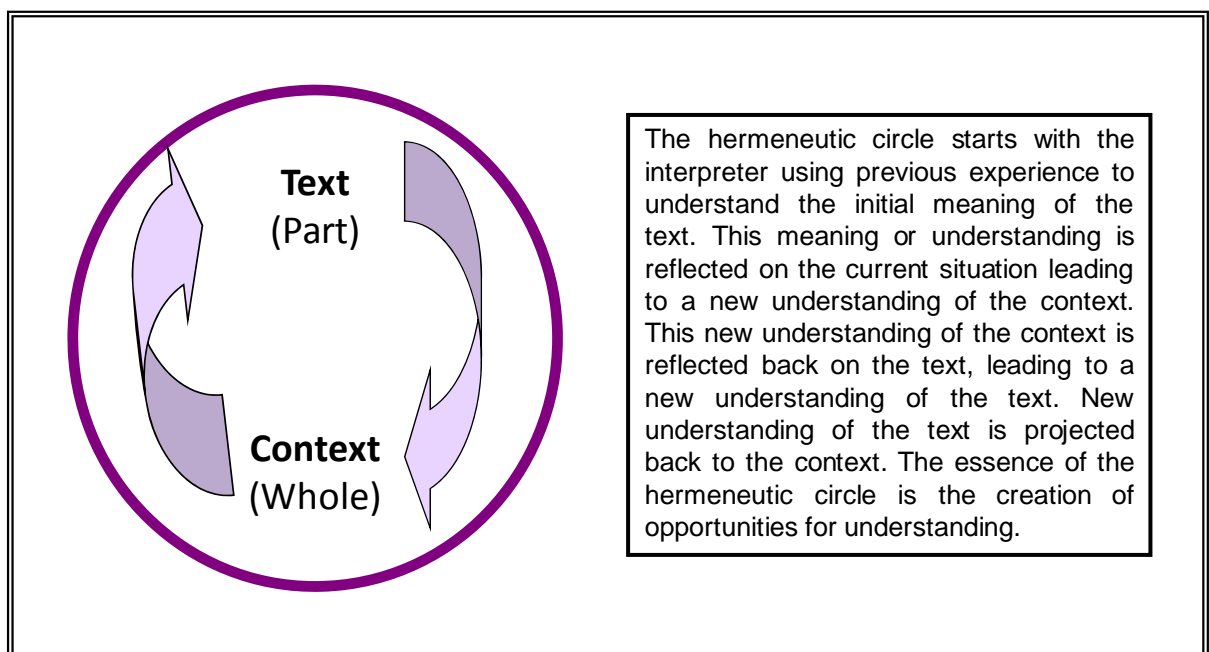 Text
(Part)
Context
(Whole)
The hermeneutic circle starts with the
interpreter using previous experience to
understand the initial meaning of the
text. This meaning or understanding is
reflected on the current situation leading
to a new understanding of the context.
This new understanding of the context is
reflected back on the text, leading to a
new understanding of the text. New
understanding of the text is projected
back to the context. The essence of the
hermeneutic circle is the creation of
opportunities for understanding.